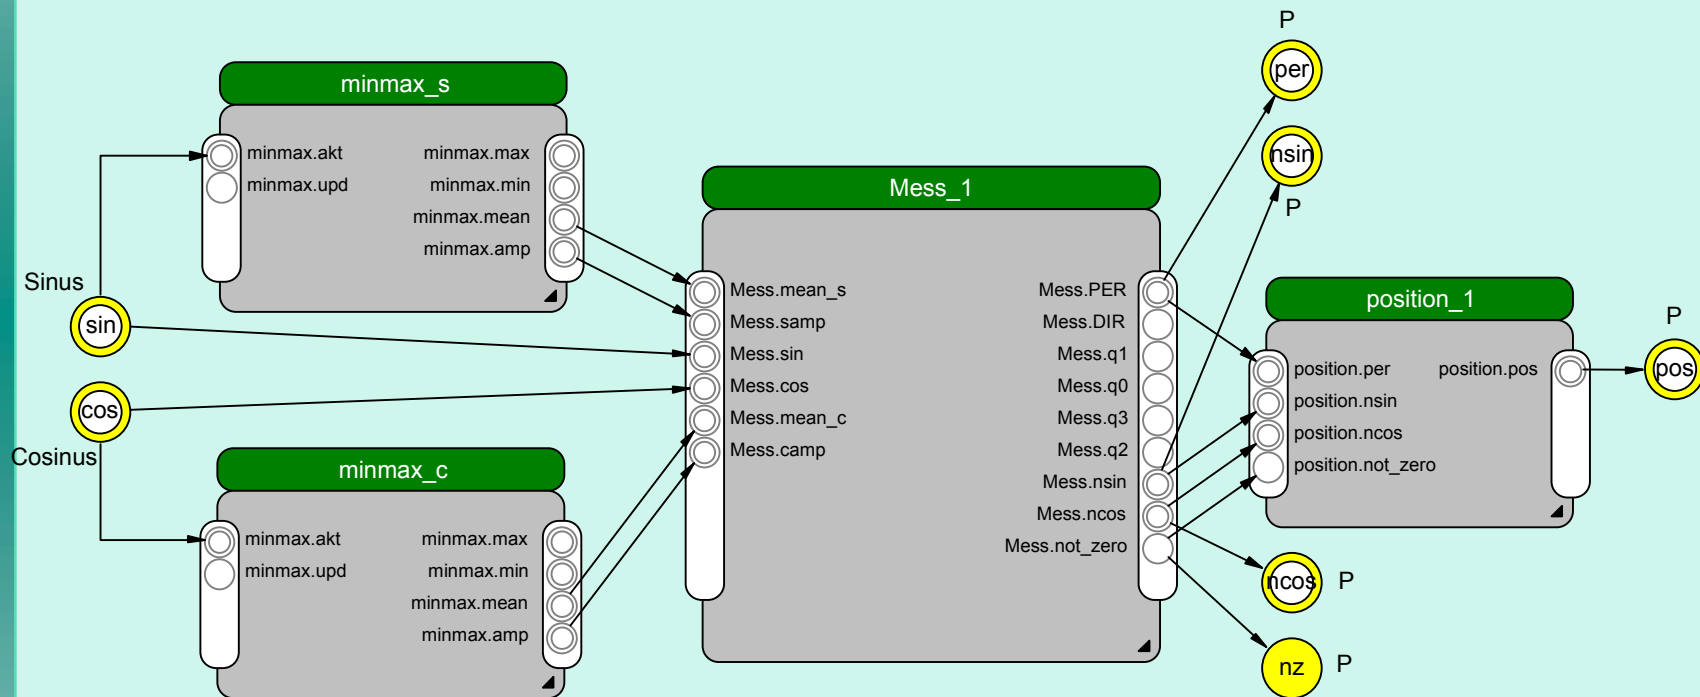 P
per
nsin
P
minmax_s
minmax.akt
minmax.upd
minmax.max
minmax.min
minmax.mean
minmax.amp
Sinus
sin
cos
Cosinus
minmax_c
minmax.akt
minmax.upd
minmax.max
minmax.min
minmax.mean
minmax.amp
Mess_1
Mess.mean_s
Mess.samp
Mess.sin
Mess.cos
Mess.mean_c
Mess.camp
Mess.PER
Mess.DIR
Mess.q1
Mess.q0
Mess.q3
Mess.q2
Mess.nsin
Mess.ncos
Mess.not_zero
position_1
position.per
position.nsin
position.ncos
position.not_zero
position.pos
P
pos
ncos P
nz P